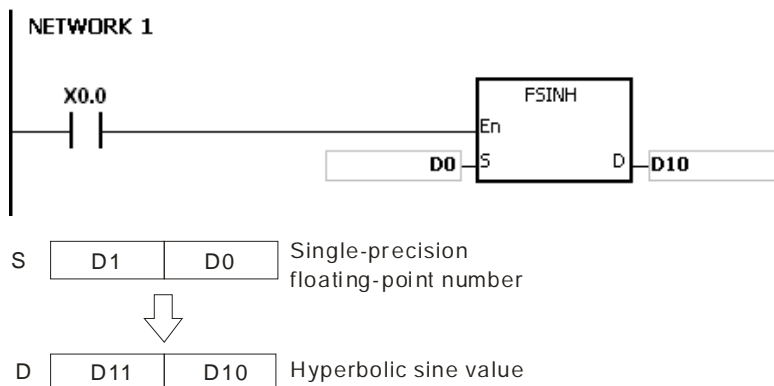 NETWORK 1
X0.0
FSINH
En
D0 S D D10
S D1 D0 Single-precision
floating-point number
D D11 D10 Hyperbolic sine value